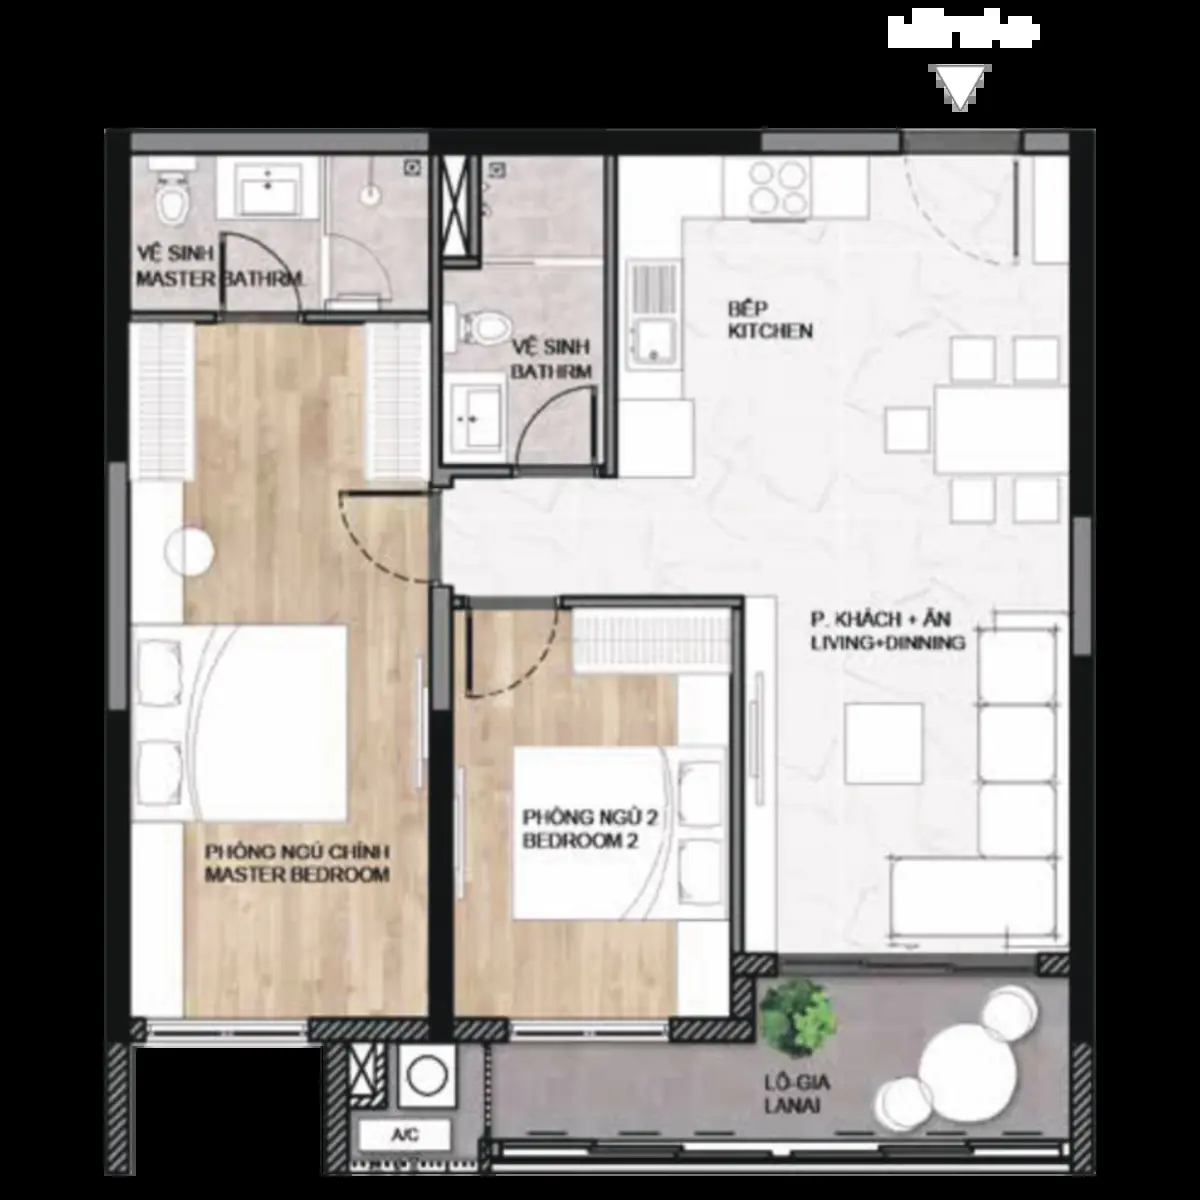 VỆ SINH
MASTER BATHRM.
VỆ SINH
BATHRM
BẾP
KITCHEN
P. KHÁCH + ĂN
LIVING+DINNING
PHÒNG NGỦ 2
BEDROOM 2
PHÒNG NGỦ CHÍNH
MASTER BEDROOM
LÔ-GIA
LANAI
A/C